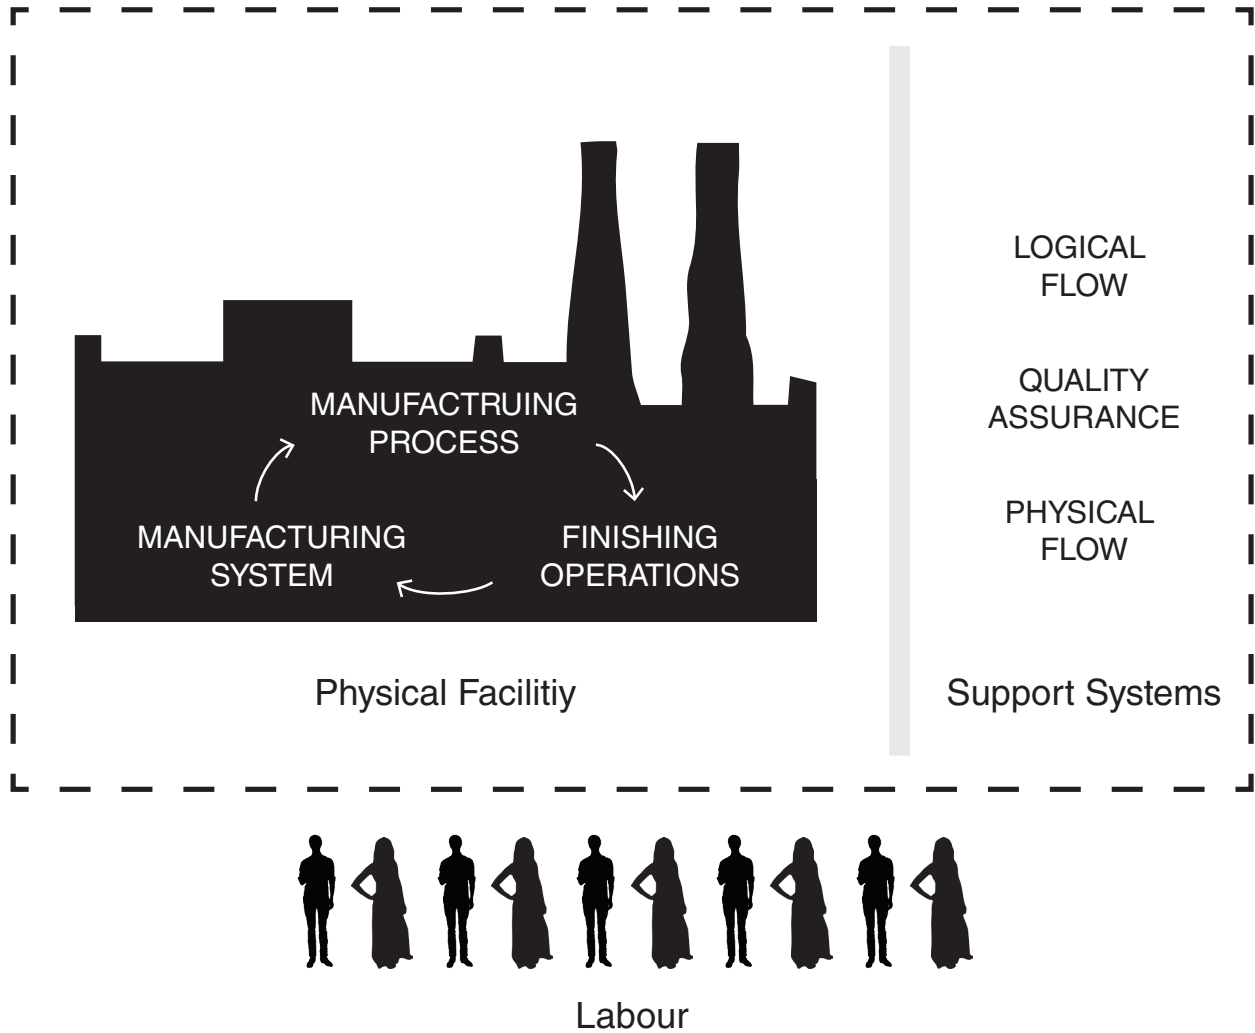 MANUFACTRUING
PROCESS
MANUFACTURING
SYSTEM
FINISHING
OPERATIONS
Physical Facilitiy
LOGICAL
FLOW
QUALITY
ASSURANCE
PHYSICAL
FLOW
Support Systems
Labour